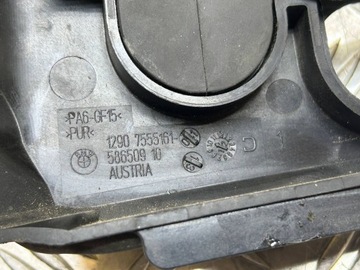 >PA6-GF15<
>PUR<
1290 7555161-
586509 10
AUSTRIA